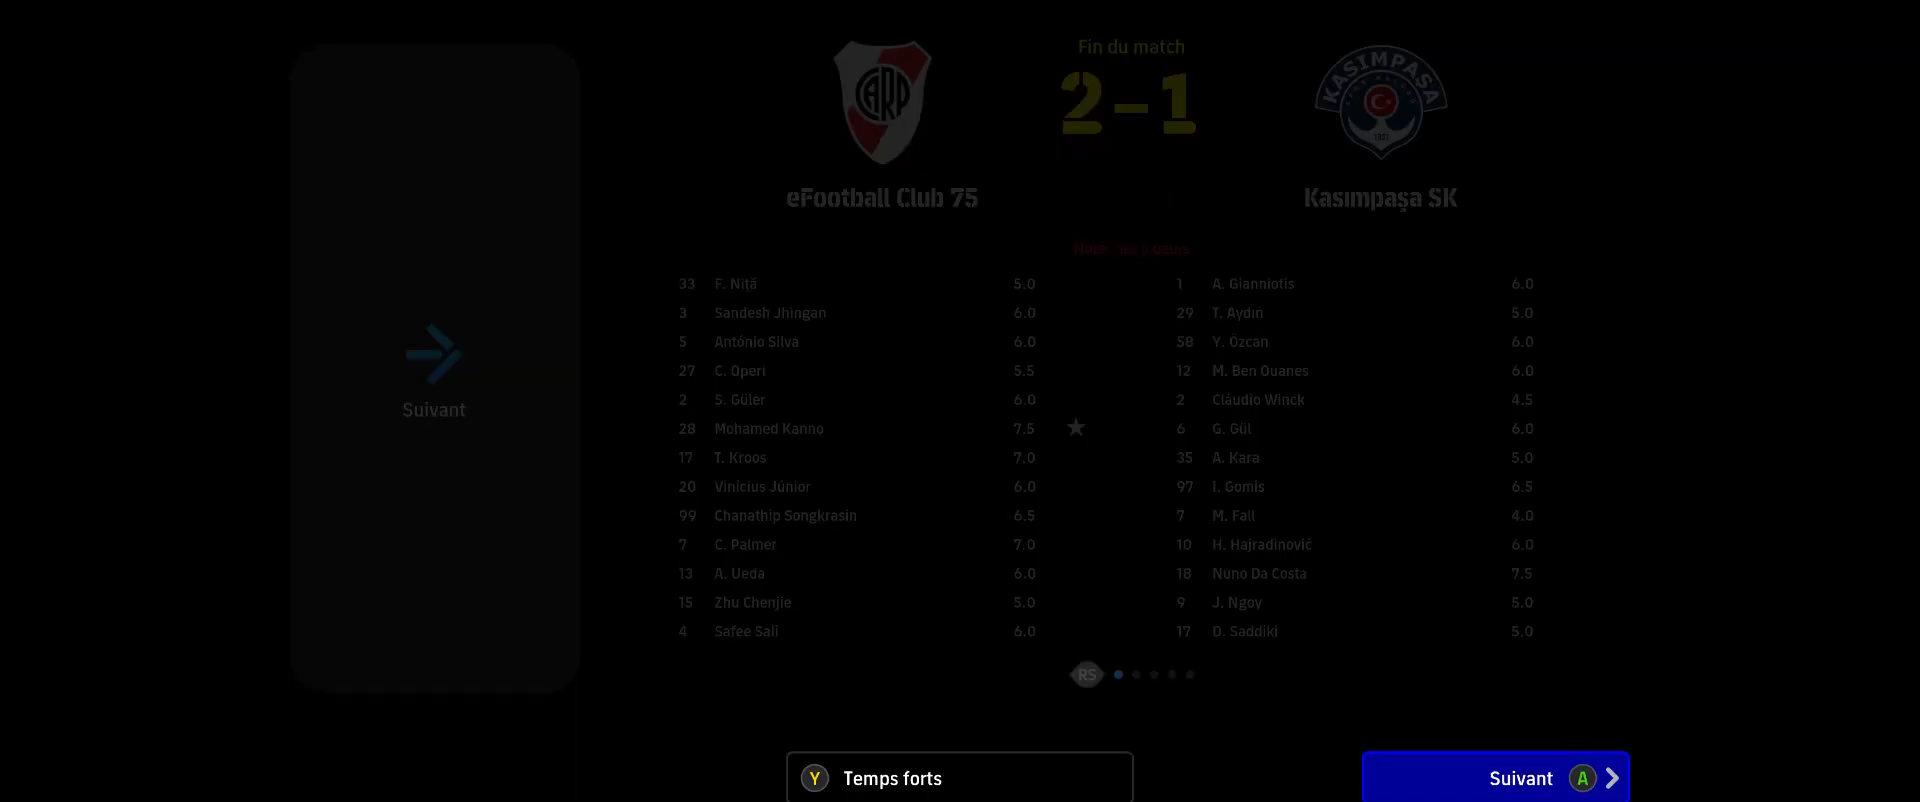 Fin du match
2 - 1
CARP
KASIMPAŞA
1921
eFootball Club 75
Kasımpaşa SK
33 F. Niță 5.0
3 Sandesh Jhingan 6.0
5 António Silva 6.0
27 C. Operi 5.5
2 S. Güler 6.0
28 Mohamed Kanno 7.5 ★
17 T. Kroos 7.0
20 Vinícius Júnior 6.0
99 Chanathip Songkrasin 6.5
7 C. Palmer 7.0
13 A. Ueda 6.0
15 Zhu Chenjie 5.0
4 Safee Sali 6.0
1 A. Gianniotis 6.0
29 T. Aydın 5.0
58 Y. Özcan 6.0
12 M. Ben Ouanes 6.0
2 Cláudio Winck 4.5
6 G. Gül 6.0
35 A. Kara 5.0
97 I. Gomis 6.5
7 M. Fall 4.0
10 H. Hajradinović 6.0
18 Nuno Da Costa 7.5
9 J. Ngoy 5.0
17 D. Saddiki 5.0
Suivant
RS
Y Temps forts
Suivant A